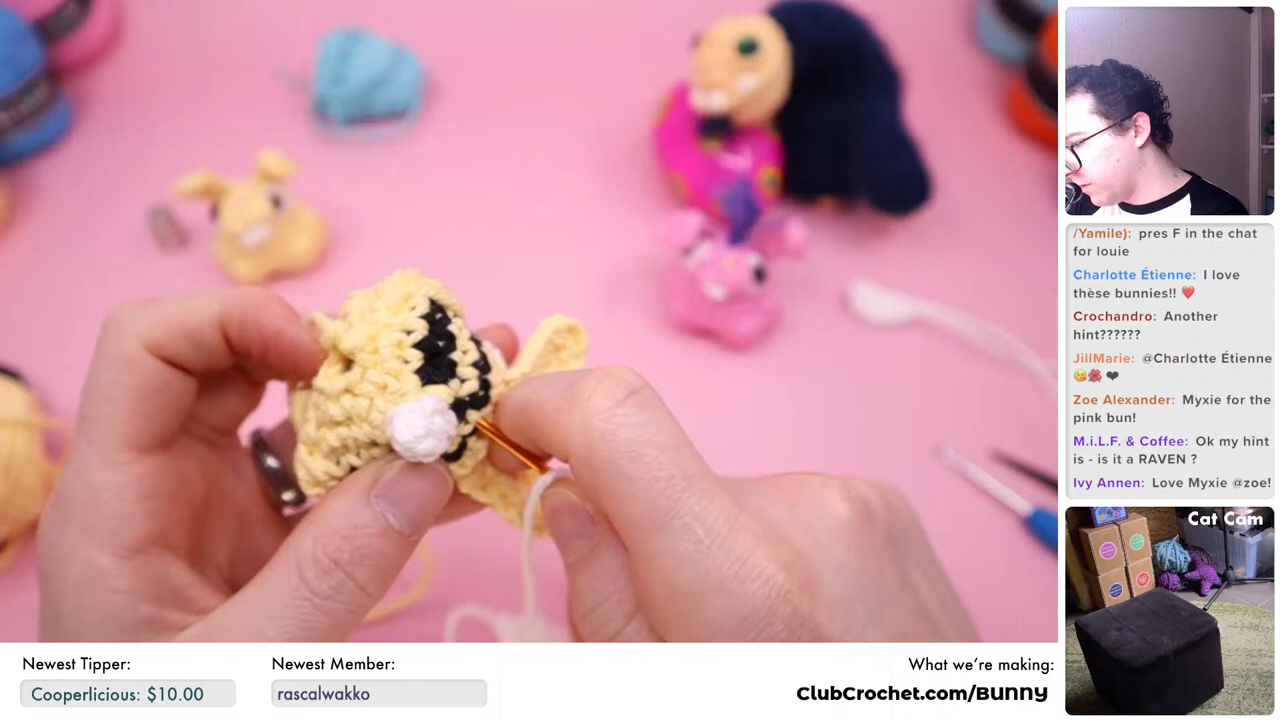 /Yamile): pres F in the chat
for louie
Charlotte Étienne: I love
thèse bunnies!! ❤️
Crochandro: Another
hint??????
JillMarie: @Charlotte Étienne
😘🌺❤
Zoe Alexander: Myxie for the
pink bun!
M.i.L.F. & Coffee: Ok my hint
is - is it a RAVEN ?
Ivy Annen: Love Myxie @zoe!
Cat Cam
Newest Tipper:
Cooperlicious: $10.00
Newest Member:
rascalwakko
What we're making:
ClubCrochet.com/BUNNY